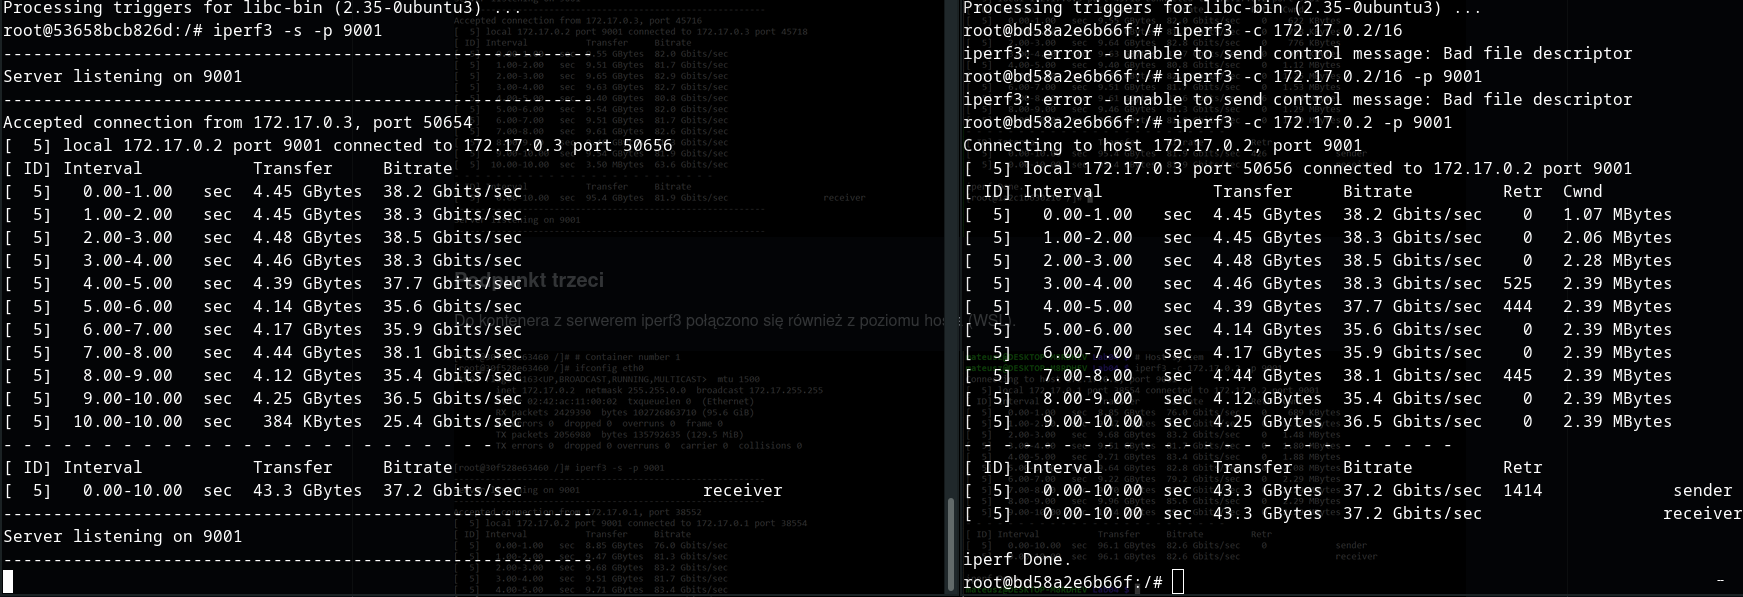 Processing triggers for libc-bin (2.35-0ubuntu3) ...
root@53658bcb826d:/# iperf3 -s -p 9001
-----------------------------------------------------------
Server listening on 9001
-----------------------------------------------------------
Accepted connection from 172.17.0.3, port 50654
[  5] local 172.17.0.2 port 9001 connected to 172.17.0.3 port 50656
[ ID] Interval           Transfer     Bitrate
[  5]   0.00-1.00   sec  4.45 GBytes  38.2 Gbits/sec
[  5]   1.00-2.00   sec  4.45 GBytes  38.3 Gbits/sec
[  5]   2.00-3.00   sec  4.48 GBytes  38.5 Gbits/sec
[  5]   3.00-4.00   sec  4.46 GBytes  38.3 Gbits/sec
[  5]   4.00-5.00   sec  4.39 GBytes  37.7 Gbits/sec
[  5]   5.00-6.00   sec  4.14 GBytes  35.6 Gbits/sec
[  5]   6.00-7.00   sec  4.17 GBytes  35.9 Gbits/sec
[  5]   7.00-8.00   sec  4.44 GBytes  38.1 Gbits/sec
[  5]   8.00-9.00   sec  4.12 GBytes  35.4 Gbits/sec
[  5]   9.00-10.00  sec  4.25 GBytes  36.5 Gbits/sec
[  5]  10.00-10.00  sec   384 KBytes  25.4 Gbits/sec
- - - - - - - - - - - - - - - - - - - - - - - - -
[ ID] Interval           Transfer     Bitrate
[  5]   0.00-10.00  sec  43.3 GBytes  37.2 Gbits/sec                  receiver
-----------------------------------------------------------
Server listening on 9001
-----------------------------------------------------------
Processing triggers for libc-bin (2.35-0ubuntu3) ...
root@bd58a2e6b66f:/# iperf3 -c 172.17.0.2/16
iperf3: error - unable to send control message: Bad file descriptor
root@bd58a2e6b66f:/# iperf3 -c 172.17.0.2/16 -p 9001
iperf3: error - unable to send control message: Bad file descriptor
root@bd58a2e6b66f:/# iperf3 -c 172.17.0.2 -p 9001
Connecting to host 172.17.0.2, port 9001
[  5] local 172.17.0.3 port 50656 connected to 172.17.0.2 port 9001
[ ID] Interval           Transfer     Bitrate         Retr  Cwnd
[  5]   0.00-1.00   sec  4.45 GBytes  38.2 Gbits/sec    0   1.07 MBytes
[  5]   1.00-2.00   sec  4.45 GBytes  38.3 Gbits/sec    0   2.06 MBytes
[  5]   2.00-3.00   sec  4.48 GBytes  38.5 Gbits/sec    0   2.28 MBytes
[  5]   3.00-4.00   sec  4.46 GBytes  38.3 Gbits/sec  525   2.39 MBytes
[  5]   4.00-5.00   sec  4.39 GBytes  37.7 Gbits/sec  444   2.39 MBytes
[  5]   5.00-6.00   sec  4.14 GBytes  35.6 Gbits/sec    0   2.39 MBytes
[  5]   6.00-7.00   sec  4.17 GBytes  35.9 Gbits/sec    0   2.39 MBytes
[  5]   7.00-8.00   sec  4.44 GBytes  38.1 Gbits/sec  445   2.39 MBytes
[  5]   8.00-9.00   sec  4.12 GBytes  35.4 Gbits/sec    0   2.39 MBytes
[  5]   9.00-10.00  sec  4.25 GBytes  36.5 Gbits/sec    0   2.39 MBytes
- - - - - - - - - - - - - - - - - - - - - - - - -
[ ID] Interval           Transfer     Bitrate         Retr
[  5]   0.00-10.00  sec  43.3 GBytes  37.2 Gbits/sec  1414             sender
[  5]   0.00-10.00  sec  43.3 GBytes  37.2 Gbits/sec                  receiver
iperf Done.
root@bd58a2e6b66f:/#
Podpunkt trzeci
Do kontenera z serwerem iperf3 połączono się również z poziomu hosta (WSL).